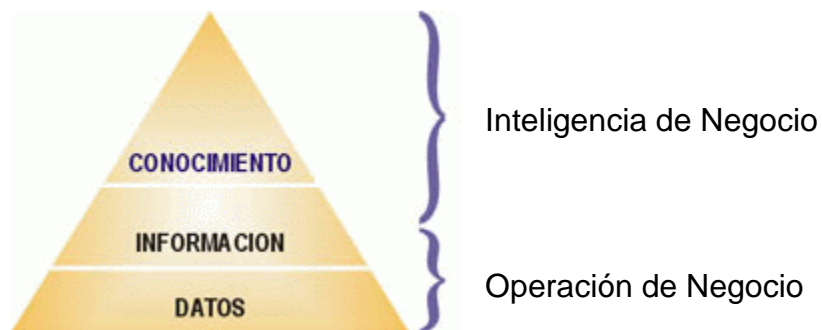 Inteligencia de Negocio
CONOCIMIENTO
INFORMACION
Operación de Negocio
DATOS